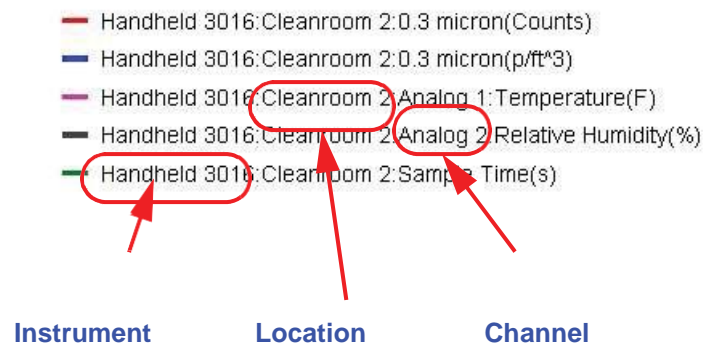 Handheld 3016:Cleanroom 2:0.3 micron(Counts)
Handheld 3016:Cleanroom 2:0.3 micron(p/ft^3)
Handheld 3016:Cleanroom 2:Analog 1:Temperature(F)
Handheld 3016:Cleanroom 2:Analog 2:Relative Humidity(%)
Handheld 3016:Cleanroom 2:Sample Time(s)
Instrument Location Channel